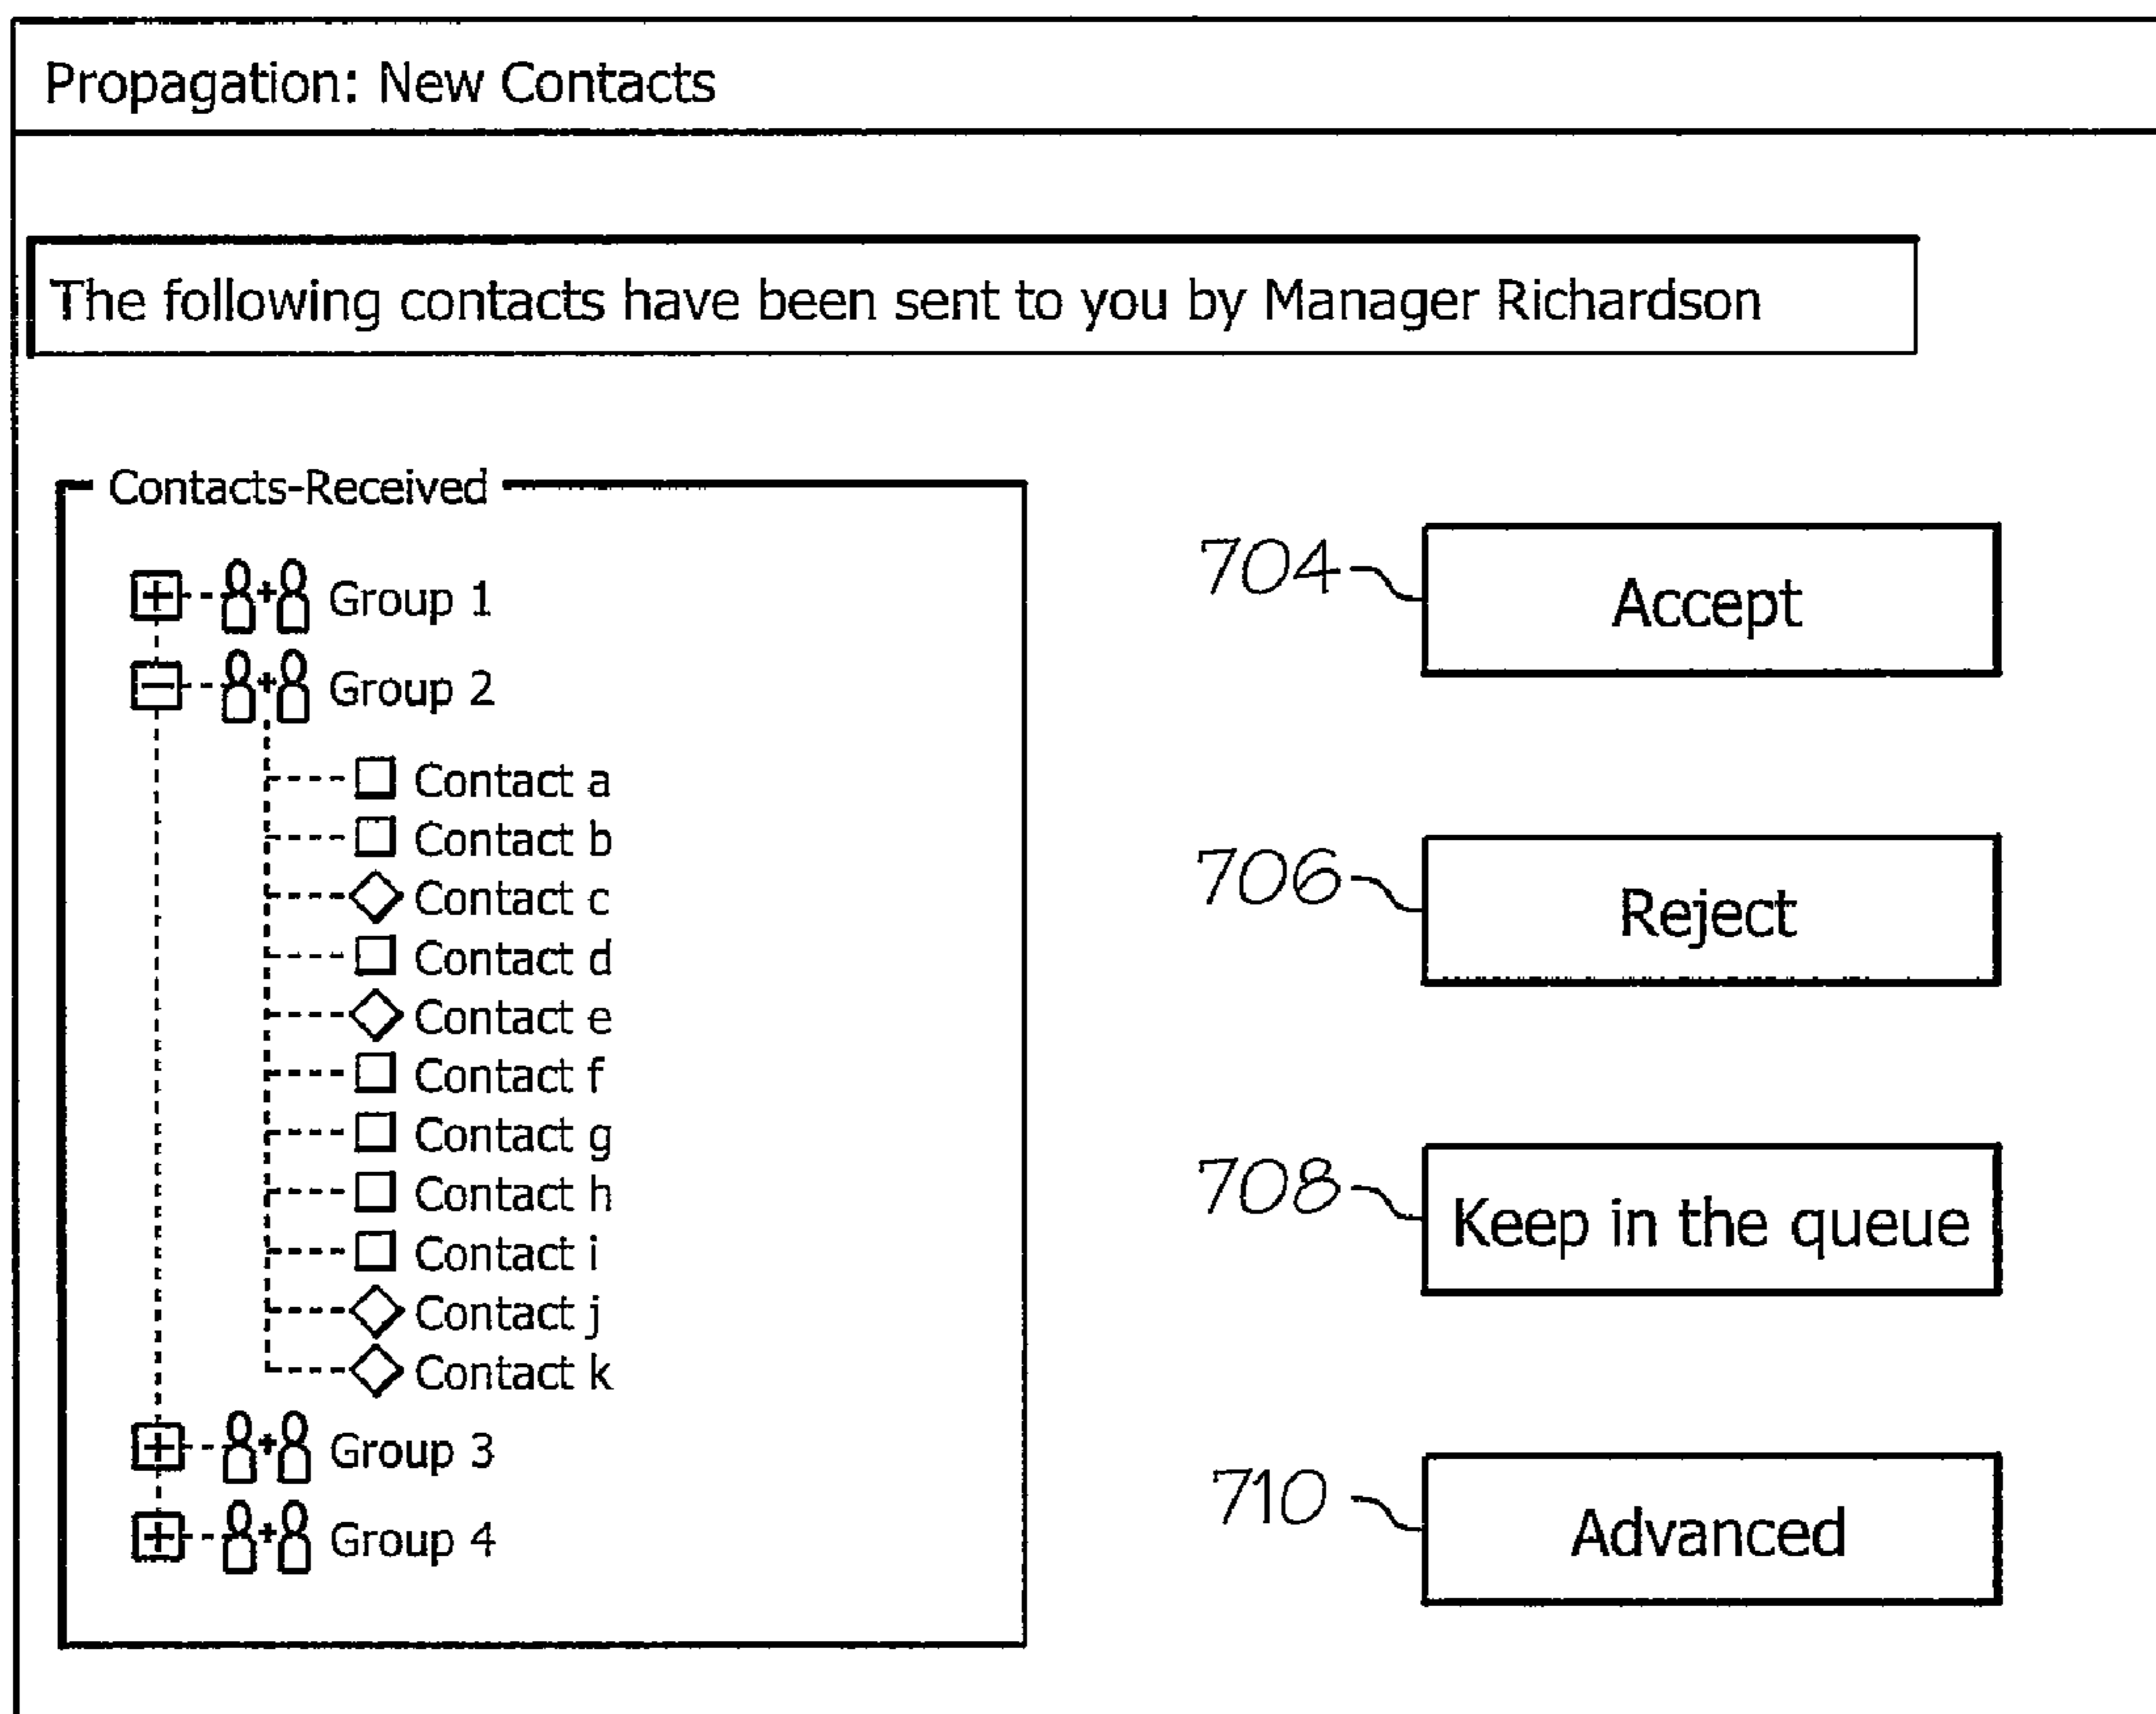 Propagation: New Contacts
The following contacts have been sent to you by Manager Richardson
Contacts-Received
Group 1
Group 2
Contact a
Contact b
Contact c
Contact d
Contact e
Contact f
Contact g
Contact h
Contact i
Contact j
Contact k
Group 3
Group 4
704 Accept
706 Reject
708 Keep in the queue
710 Advanced